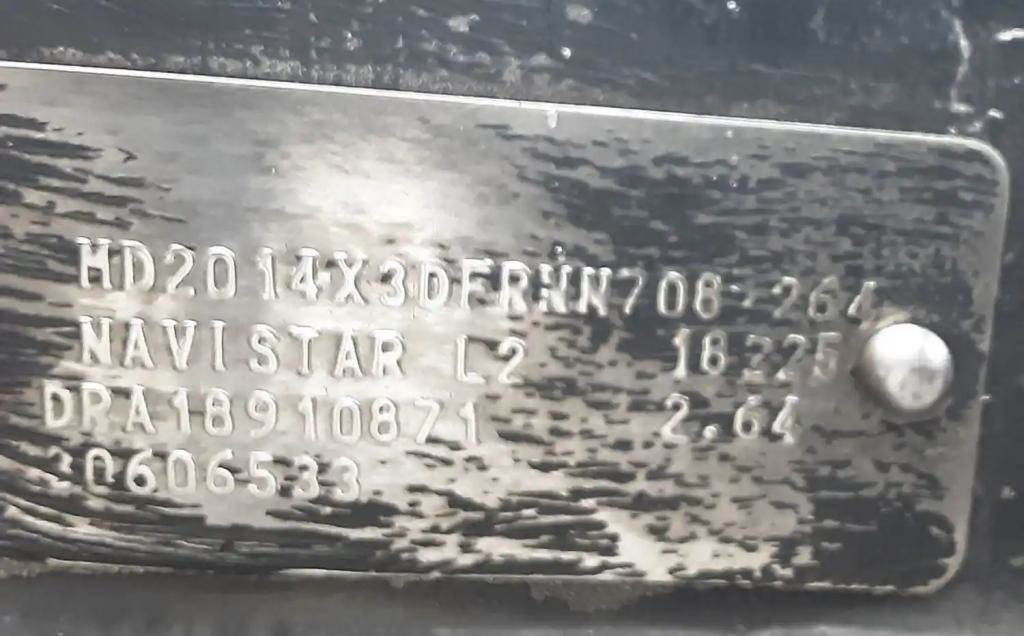 MD2014X3DFRNN708-264
NAVISTAR L2 18225
DRA18910871 2.64
30606533